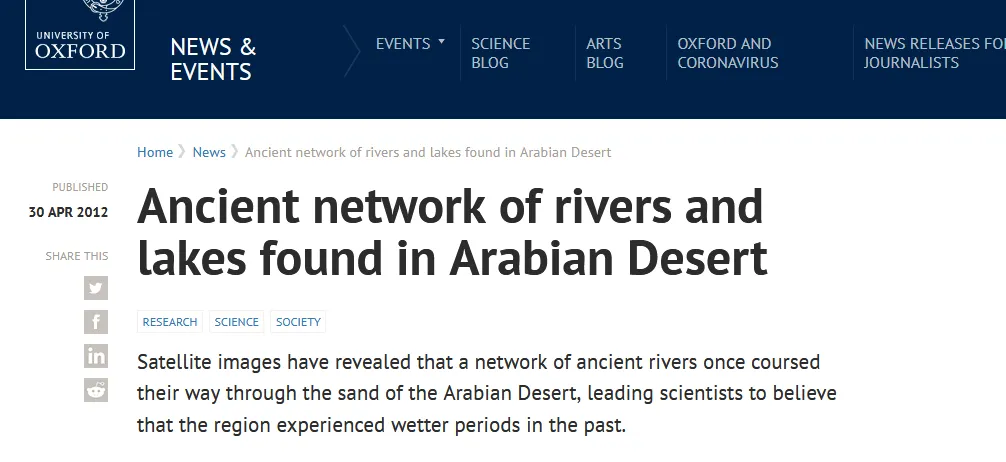 UNIVERSITY OF
OXFORD
NEWS &
EVENTS
EVENTS
SCIENCE
BLOG
ARTS
BLOG
OXFORD AND
CORONAVIRUS
NEWS RELEASES FO
JOURNALISTS
Home
News
Ancient network of rivers and lakes found in Arabian Desert
PUBLISHED
30 APR 2012
SHARE THIS
Ancient network of rivers and
lakes found in Arabian Desert
RESEARCH
SCIENCE
SOCIETY
Satellite images have revealed that a network of ancient rivers once coursed
their way through the sand of the Arabian Desert, leading scientists to believe
that the region experienced wetter periods in the past.